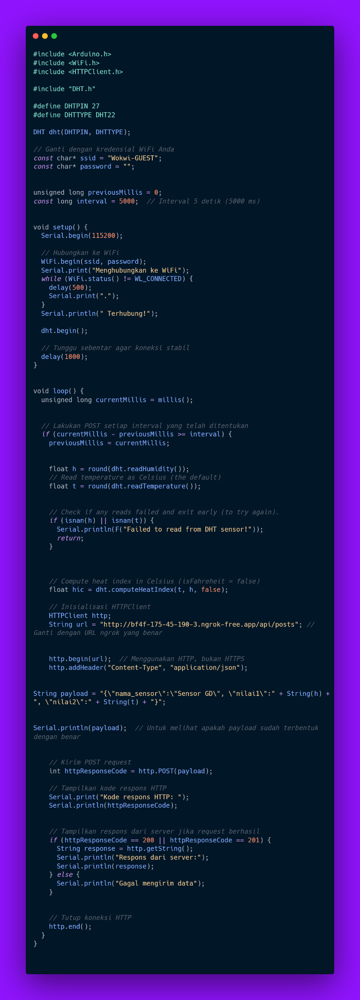 #include <Arduino.h>
#include <WiFi.h>
#include <HTTPClient.h>
#include "DHT.h"
#define DHTPIN 27
#define DHTTYPE DHT22
DHT dht(DHTPIN, DHTTYPE);
// Ganti dengan kredensial WiFi Anda
const char* ssid = "Wokwi-GUEST";
const char* password = "";
unsigned long previousMillis = 0;
const long interval = 5000;  // Interval 5 detik (5000 ms)
void setup() {
  Serial.begin(115200);
  // Hubungkan ke WiFi
  WiFi.begin(ssid, password);
  Serial.print("Menghubungkan ke WiFi");
  while (WiFi.status() != WL_CONNECTED) {
    delay(500);
    Serial.print(".");
  }
  Serial.println(" Terhubung!");
  dht.begin();
  // Tunggu sebentar agar koneksi stabil
  delay(1000);
}
void loop() {
  unsigned long currentMillis = millis();
  // Lakukan POST setiap interval yang telah ditentukan
  if (currentMillis - previousMillis >= interval) {
    previousMillis = currentMillis;
    float h = round(dht.readHumidity());
    // Read temperature as Celsius (the default)
    float t = round(dht.readTemperature());
    // Check if any reads failed and exit early (to try again).
    if (isnan(h) || isnan(t)) {
      Serial.println(F("Failed to read from DHT sensor!"));
      return;
    }
    // Compute heat index in Celsius (isFahreheit = false)
    float hic = dht.computeHeatIndex(t, h, false);
    // Inisialisasi HTTPClient
    HTTPClient http;
    String url = "http://bf4f-175-45-190-3.ngrok-free.app/api/posts"; //
Ganti dengan URL ngrok yang benar
    http.begin(url);  // Menggunakan HTTP, bukan HTTPS
    http.addHeader("Content-Type", "application/json");
String payload = "{\"nama_sensor\":\"Sensor GD\", \"nilai1\":" + String(h) +
", \"nilai2\":" + String(t) + "}";
Serial.println(payload);  // Untuk melihat apakah payload sudah terbentuk
dengan benar
    // Kirim POST request
    int httpResponseCode = http.POST(payload);
    // Tampilkan kode respons HTTP
    Serial.print("Kode respons HTTP: ");
    Serial.println(httpResponseCode);
    // Tampilkan respons dari server jika request berhasil
    if (httpResponseCode == 200 || httpResponseCode == 201) {
      String response = http.getString();
      Serial.println("Respons dari server:");
      Serial.println(response);
    } else {
      Serial.println("Gagal mengirim data");
    }
    // Tutup koneksi HTTP
    http.end();
  }
}